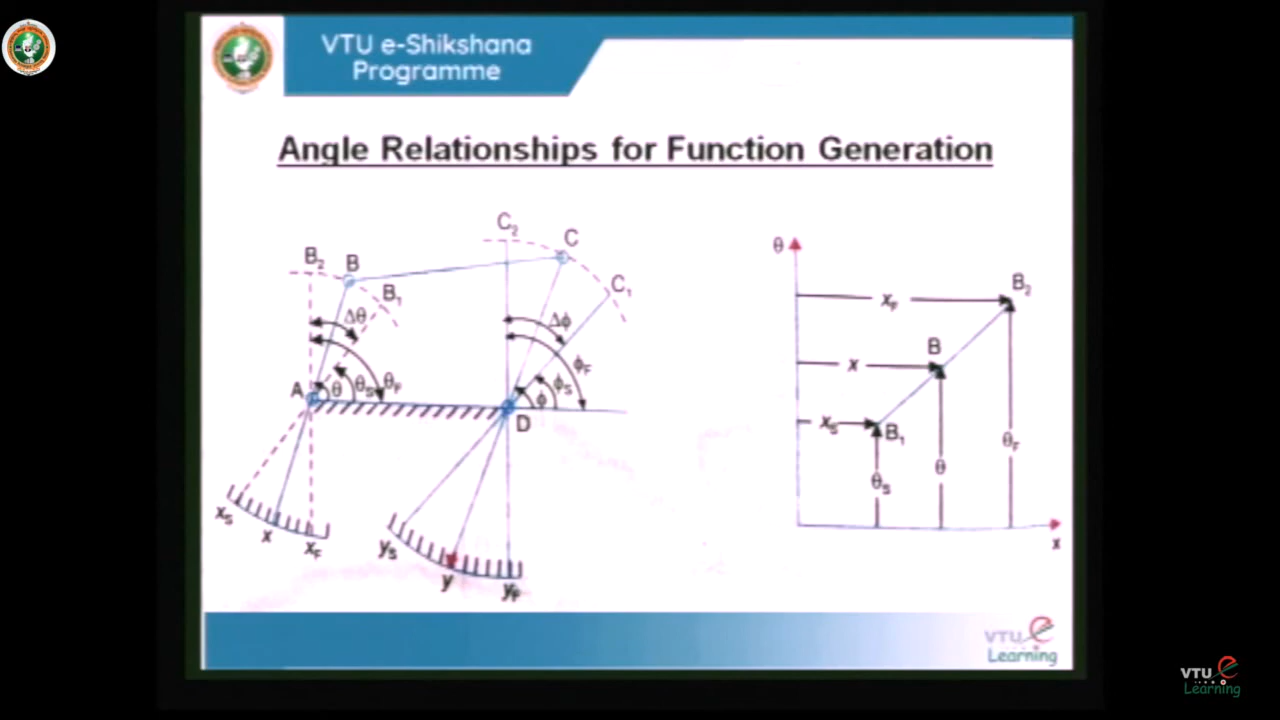 VTU e-Shikshana
Programme
Angle Relationships for Function Generation
B₂
B
B₁
Δθ
A
θ
θS
θF
xS
x
xF
C₂
C
C₁
Δϕ
ϕF
ϕS
ϕ
D
yS
y
yF
θ
xF
B₂
x
B
xS
B₁
θS
θ
θF
x
VTU e
Learning
VTU e
Learning